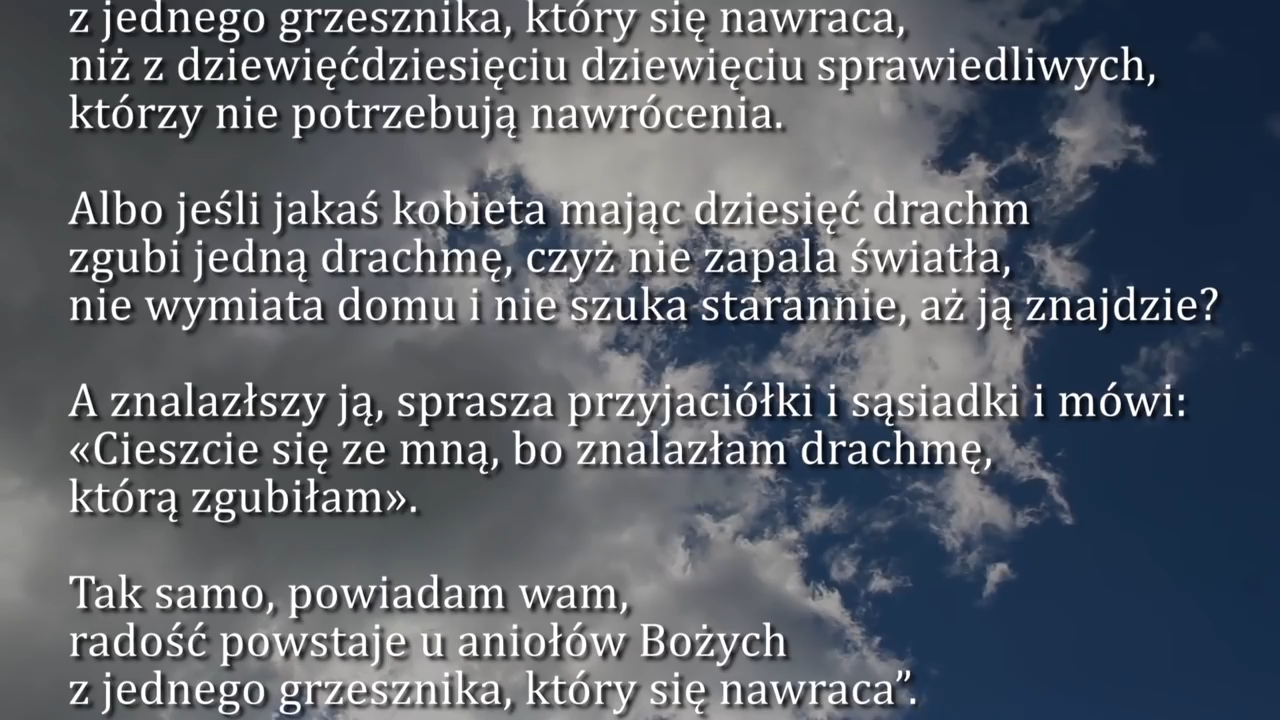 z jednego grzesznika, który się nawraca,
niż z dziewięćdziesięciu dziewięciu sprawiedliwych,
którzy nie potrzebują nawrócenia.
Albo jeśli jakaś kobieta mając dziesięć drachm
zgubi jedną drachmę, czyż nie zapala światła,
nie wymiata domu i nie szuka starannie, aż ją znajdzie?
A znalazłszy ją, sprasza przyjaciółki i sąsiadki i mówi:
«Cieszcie się ze mną, bo znalazłam drachmę,
którą zgubiłam».
Tak samo, powiadam wam,
radość powstaje u aniołów Bożych
z jednego grzesznika, który się nawraca”.